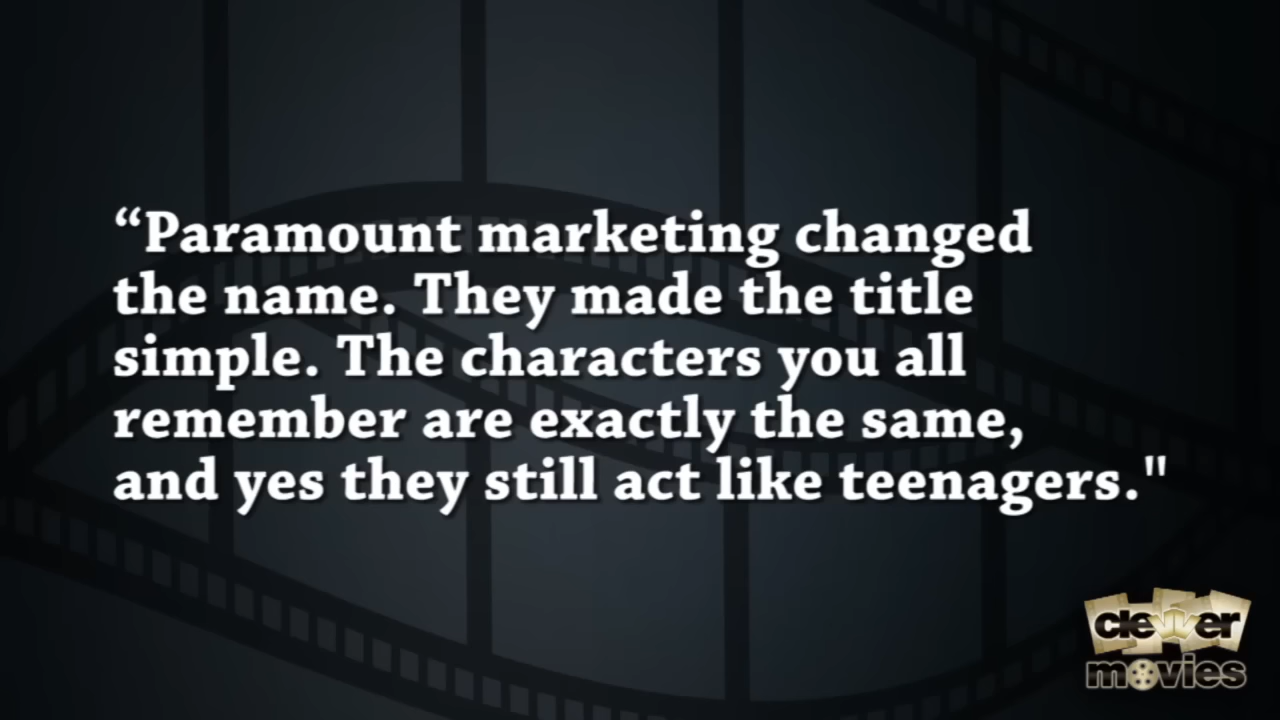 “Paramount marketing changed
the name. They made the title
simple. The characters you all
remember are exactly the same,
and yes they still act like teenagers."
clevver
movies